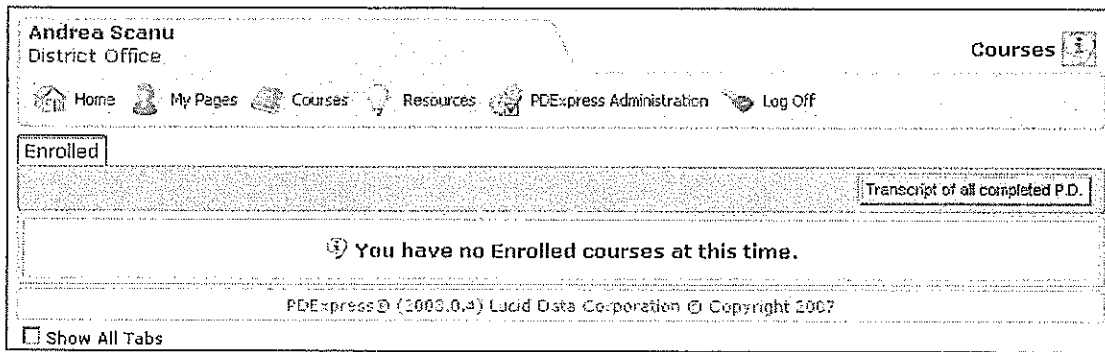 Andrea Scanu
District Office
Courses
Home My Pages Courses Resources PDExpress Administration Log Off
Enrolled
Transcript of all completed P.D.
You have no Enrolled courses at this time.
PDExpress® (2003.0.4) Lucid Data Corporation © Copyright 2007
Show All Tabs